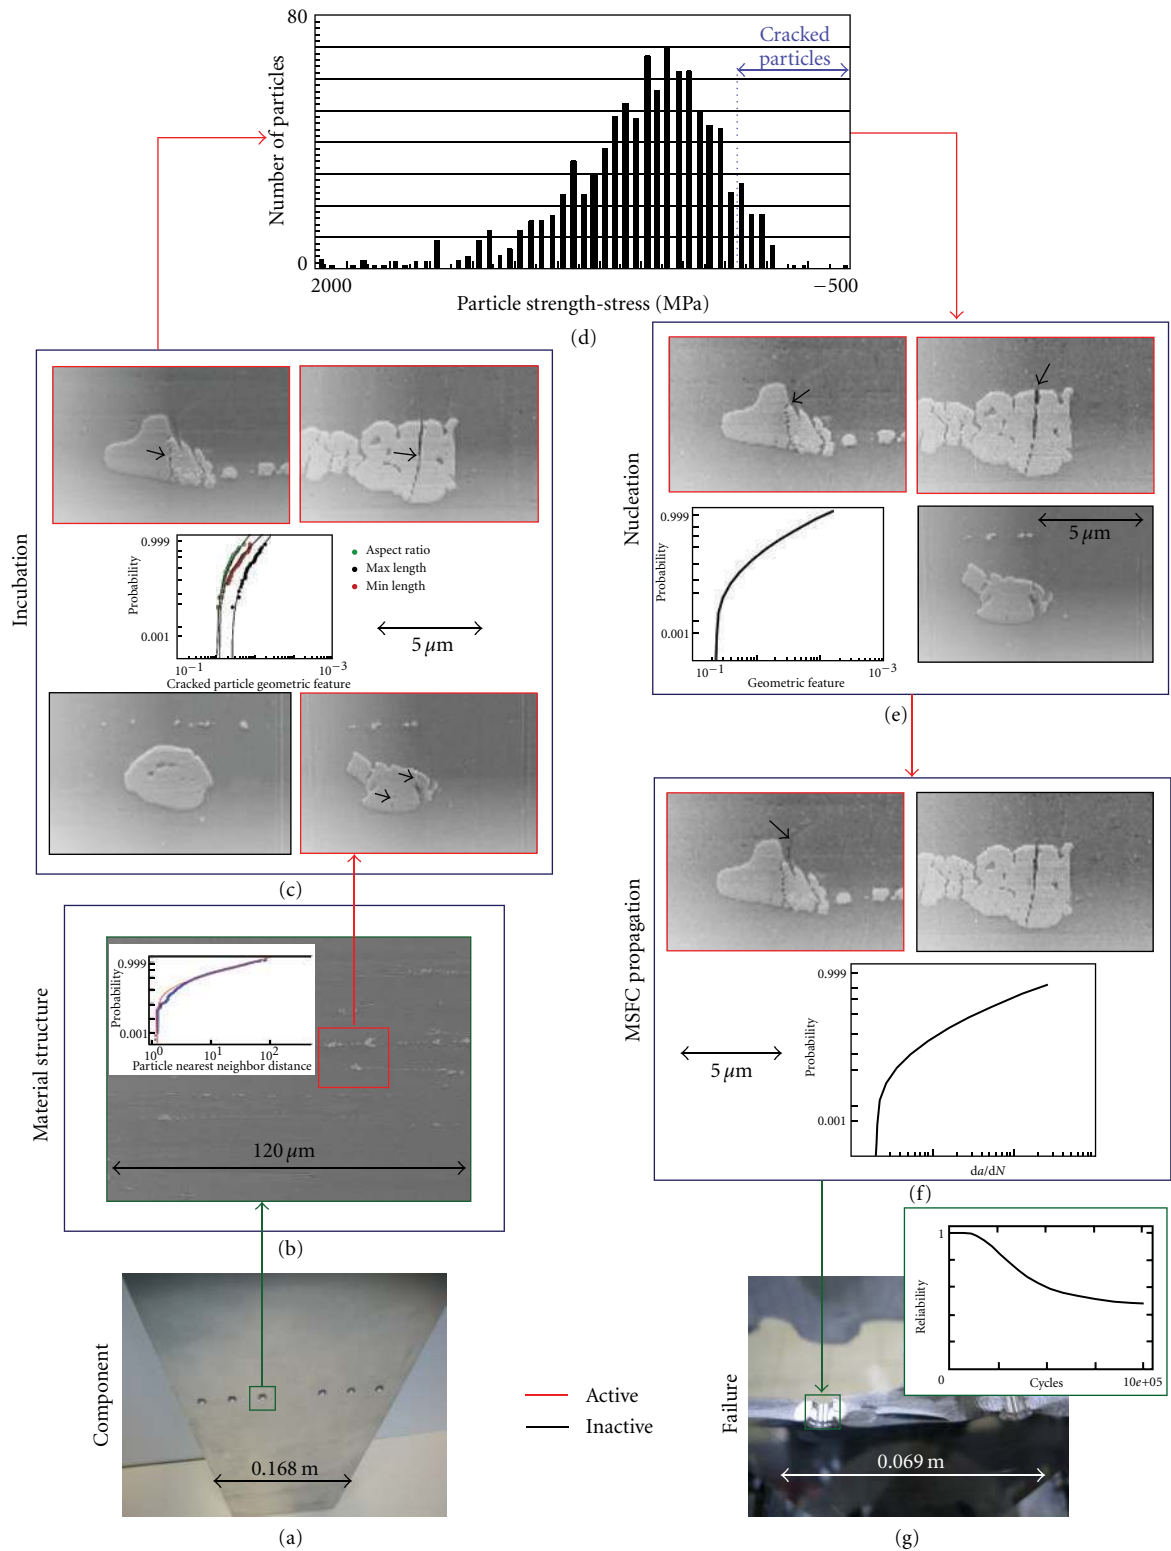 80
Cracked
particles
Number of particles
0
2000
−500
Particle strength-stress (MPa)
(d)
Incubation
0.999
Probability
0.001
10−1
10−3
Cracked particle geometric feature
Aspect ratio
Max length
Min length
5 μm
(c)
Nucleation
0.999
Probability
0.001
10−1
10−3
Geometric feature
5 μm
(e)
Material structure
0.999
Probability
0.001
100
101
102
Particle nearest neighbor distance
120 μm
(b)
MSFC propagation
5 μm
0.999
Probability
0.001
da/dN
(f)
Component
0.168 m
(a)
Active
Inactive
Failure
1
Reliability
0
Cycles
10e+05
0.069 m
(g)